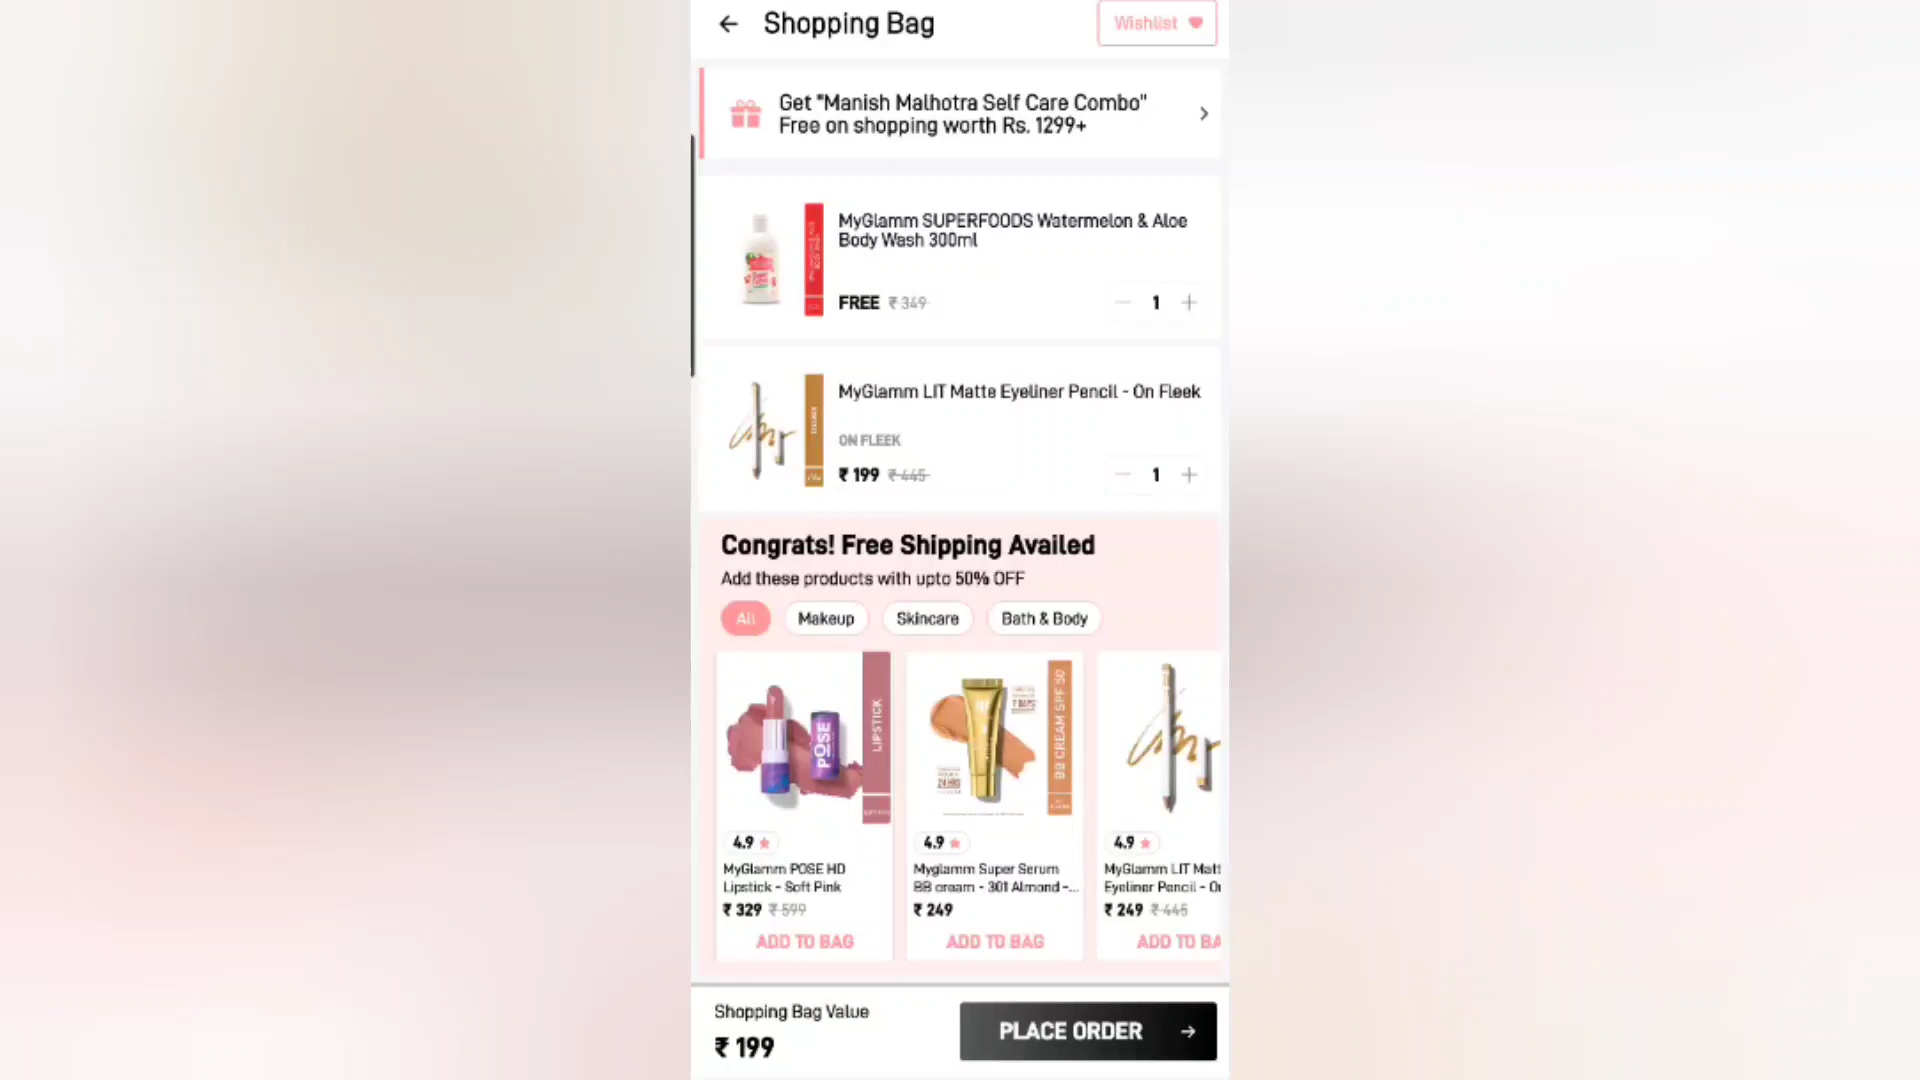 Shopping Bag
Wishlist
Get "Manish Malhotra Self Care Combo"
Free on shopping worth Rs. 1299+
MyGlamm SUPERFOODS Watermelon & Aloe
Body Wash 300ml
FREE ₹ 349
1
MyGlamm LIT Matte Eyeliner Pencil - On Fleek
ON FLEEK
₹ 199 ₹ 445
1
Congrats! Free Shipping Availed
Add these products with upto 50% OFF
All
Makeup
Skincare
Bath & Body
LIPSTICK
POSE
7 DAYS
24 HRS
BB CREAM SPF 50
4.9
MyGlamm POSE HD
Lipstick - Soft Pink
₹ 329 ₹ 599
ADD TO BAG
4.9
Myglamm Super Serum
BB cream - 301 Almond -...
₹ 249
ADD TO BAG
4.9
MyGlamm LIT Matt
Eyeliner Pencil - O
₹ 249 ₹ 445
ADD TO BA
Shopping Bag Value
₹ 199
PLACE ORDER